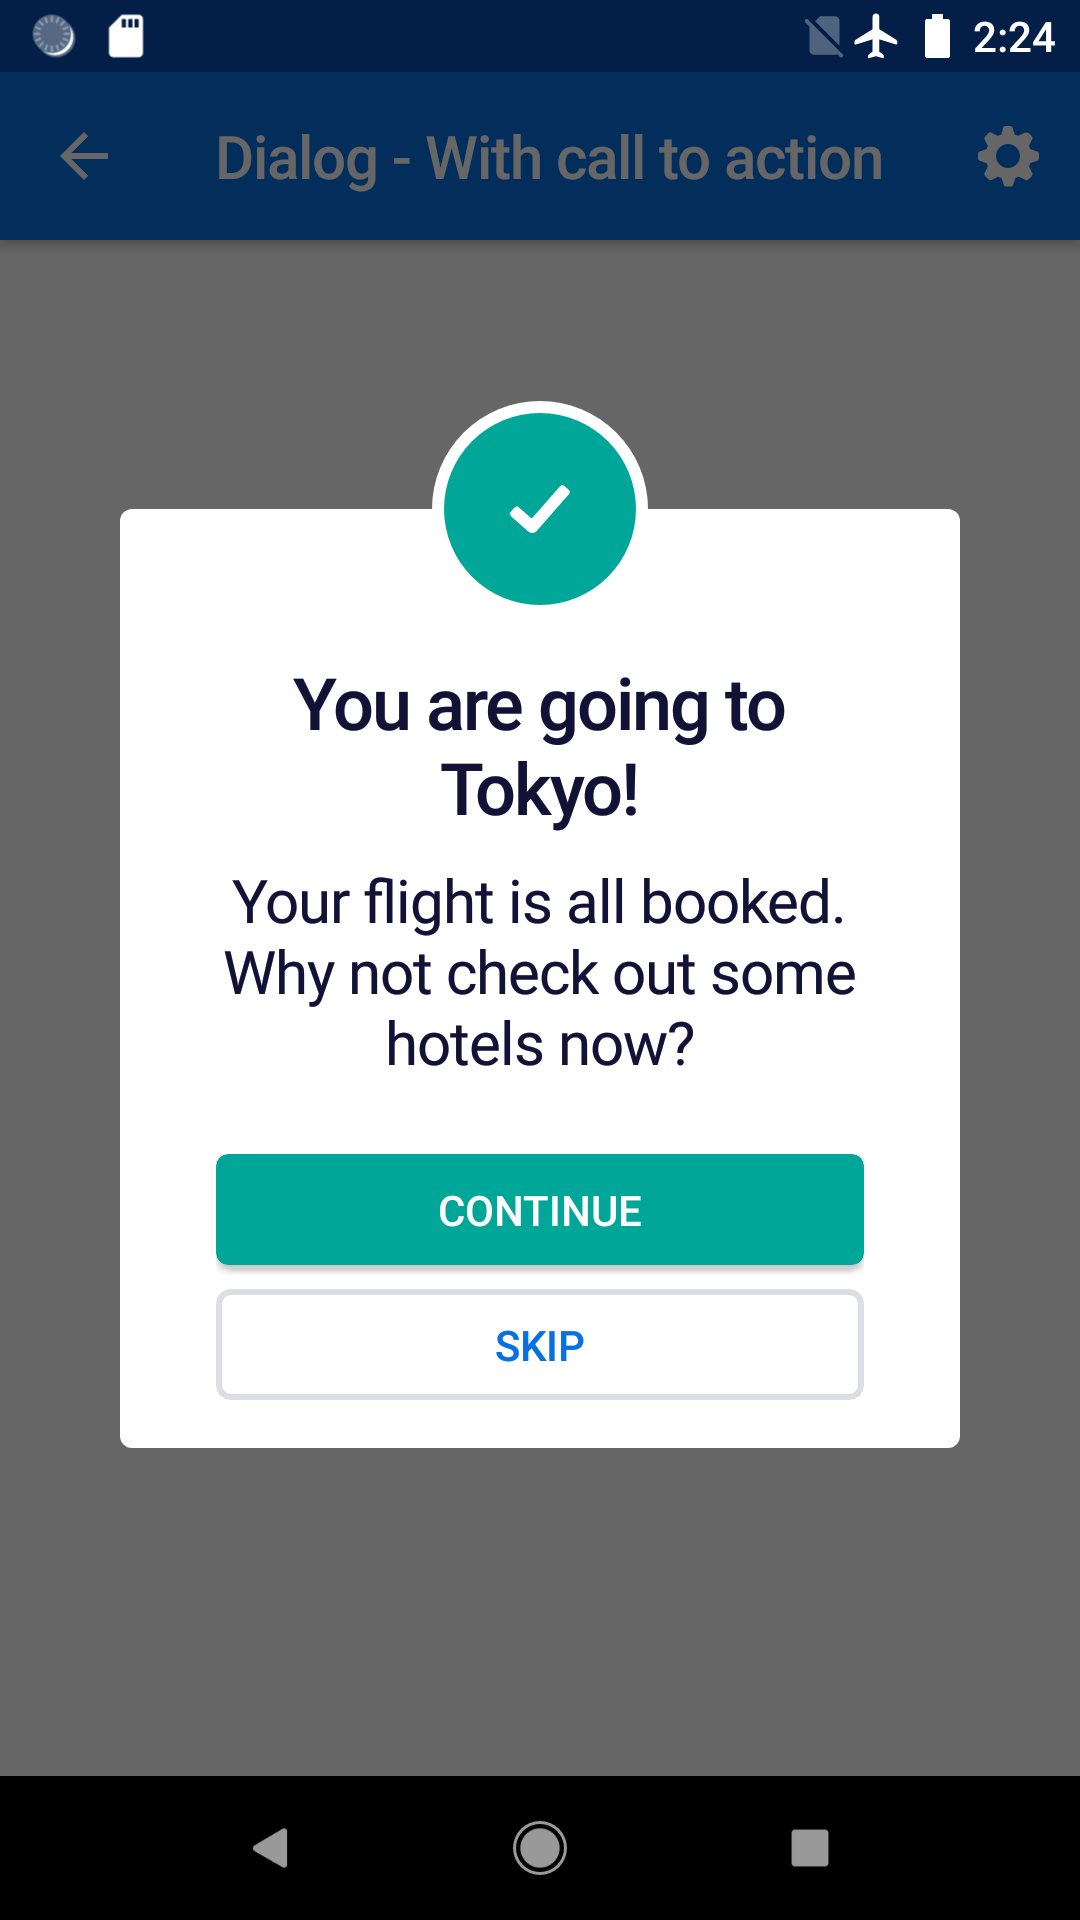 2:24
Dialog - With call to action
You are going to
Tokyo!
Your flight is all booked.
Why not check out some
hotels now?
CONTINUE
SKIP